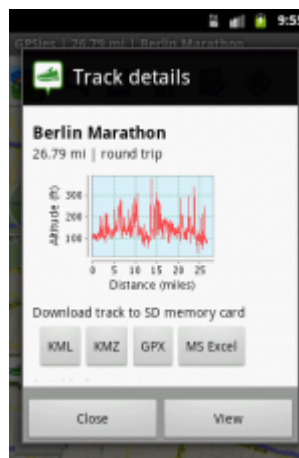 9:55
GPSies | 26.79 mi | Berlin Marathon
Track details
Berlin Marathon
26.79 mi | round trip
Altitude (ft)
300
200
100
0 5 10 15 20 25
Distance (miles)
Download track to SD memory card
KML KMZ GPX MS Excel
Close View